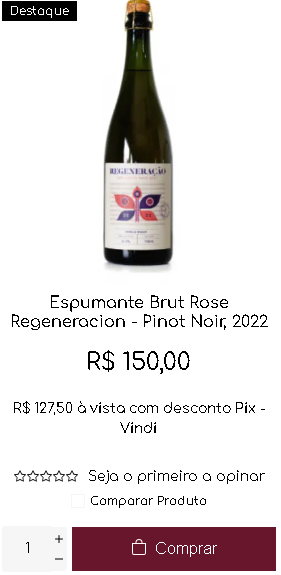 Destaque
REGENERAÇÃO
Espumante Brut Rose
Regeneracion - Pinot Noir, 2022
R$ 150,00
R$ 127,50 à vista com desconto Pix -
Vindi
Seja o primeiro a opinar
Comparar Produto
1
+
−
Comprar